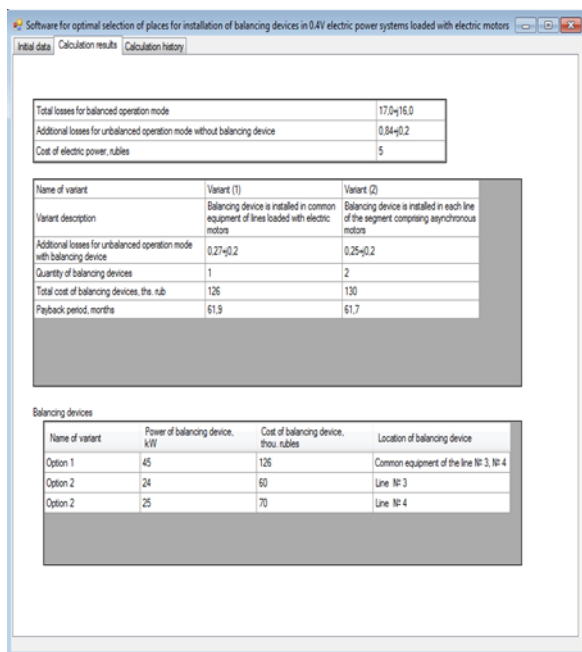 Software for optimal selection of places for installation of balancing devices in 0.4V electric power systems loaded with electric motors
Initial data Calculation results Calculation history
Total losses for balanced operation mode 17,0+j16,0
Additional losses for unbalanced operation mode without balancing device 0,84+j0,2
Cost of electric power, rubles 5
Name of variant Variant (1) Variant (2)
Variant description Balancing device is installed in common equipment of lines loaded with electric motors Balancing device is installed in each line of the segment comprising asynchronous motors
Additional losses for unbalanced operation mode with balancing device 0,27+j0,2 0,25+j0,2
Quantity of balancing devices 1 2
Total cost of balancing devices, ths. rub 126 130
Payback period, months 61,9 61,7
Balancing devices
Name of variant Power of balancing device, kW Cost of balancing device, thou. rubles Location of balancing device
Option 1 45 126 Common equipment of the line № 3, № 4
Option 2 24 60 Line № 3
Option 2 25 70 Line № 4